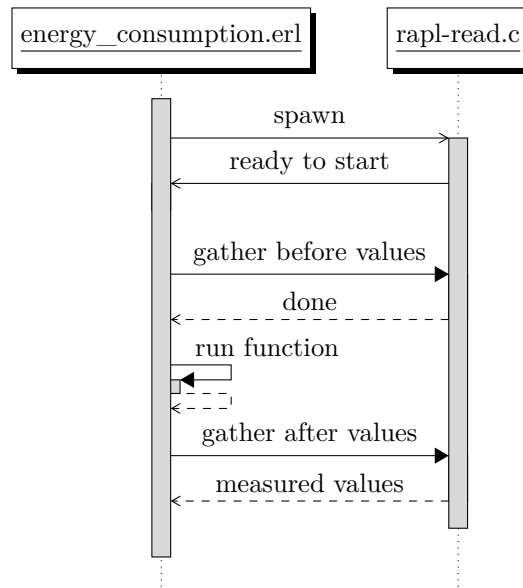 energy_consumption.erl
rapl-read.c
spawn
ready to start
gather before values
done
run function
gather after values
measured values